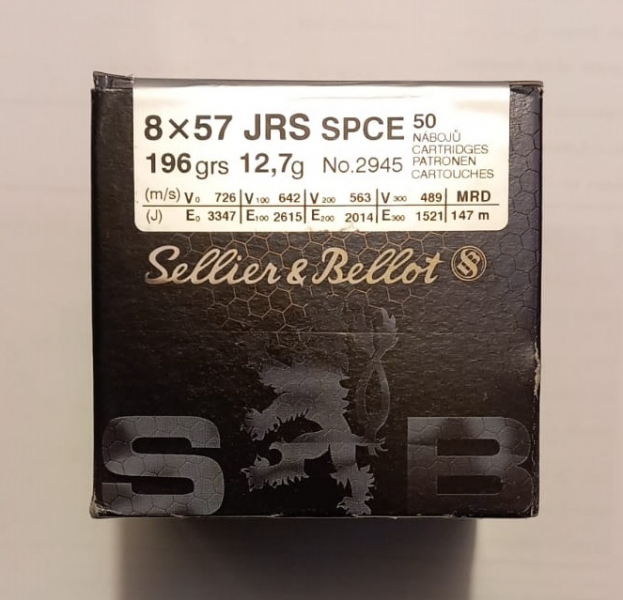 8×57 JRS SPCE 50
NÁBOJŮ
CARTRIDGES
PATRONEN
CARTOUCHES
196 grs 12,7g No.2945
(m/s) V0 726 V100 642 V200 563 V300 489 MRD
(J) E0 3347 E100 2615 E200 2014 E300 1521 147 m
Sellier & Bellot SB
S B